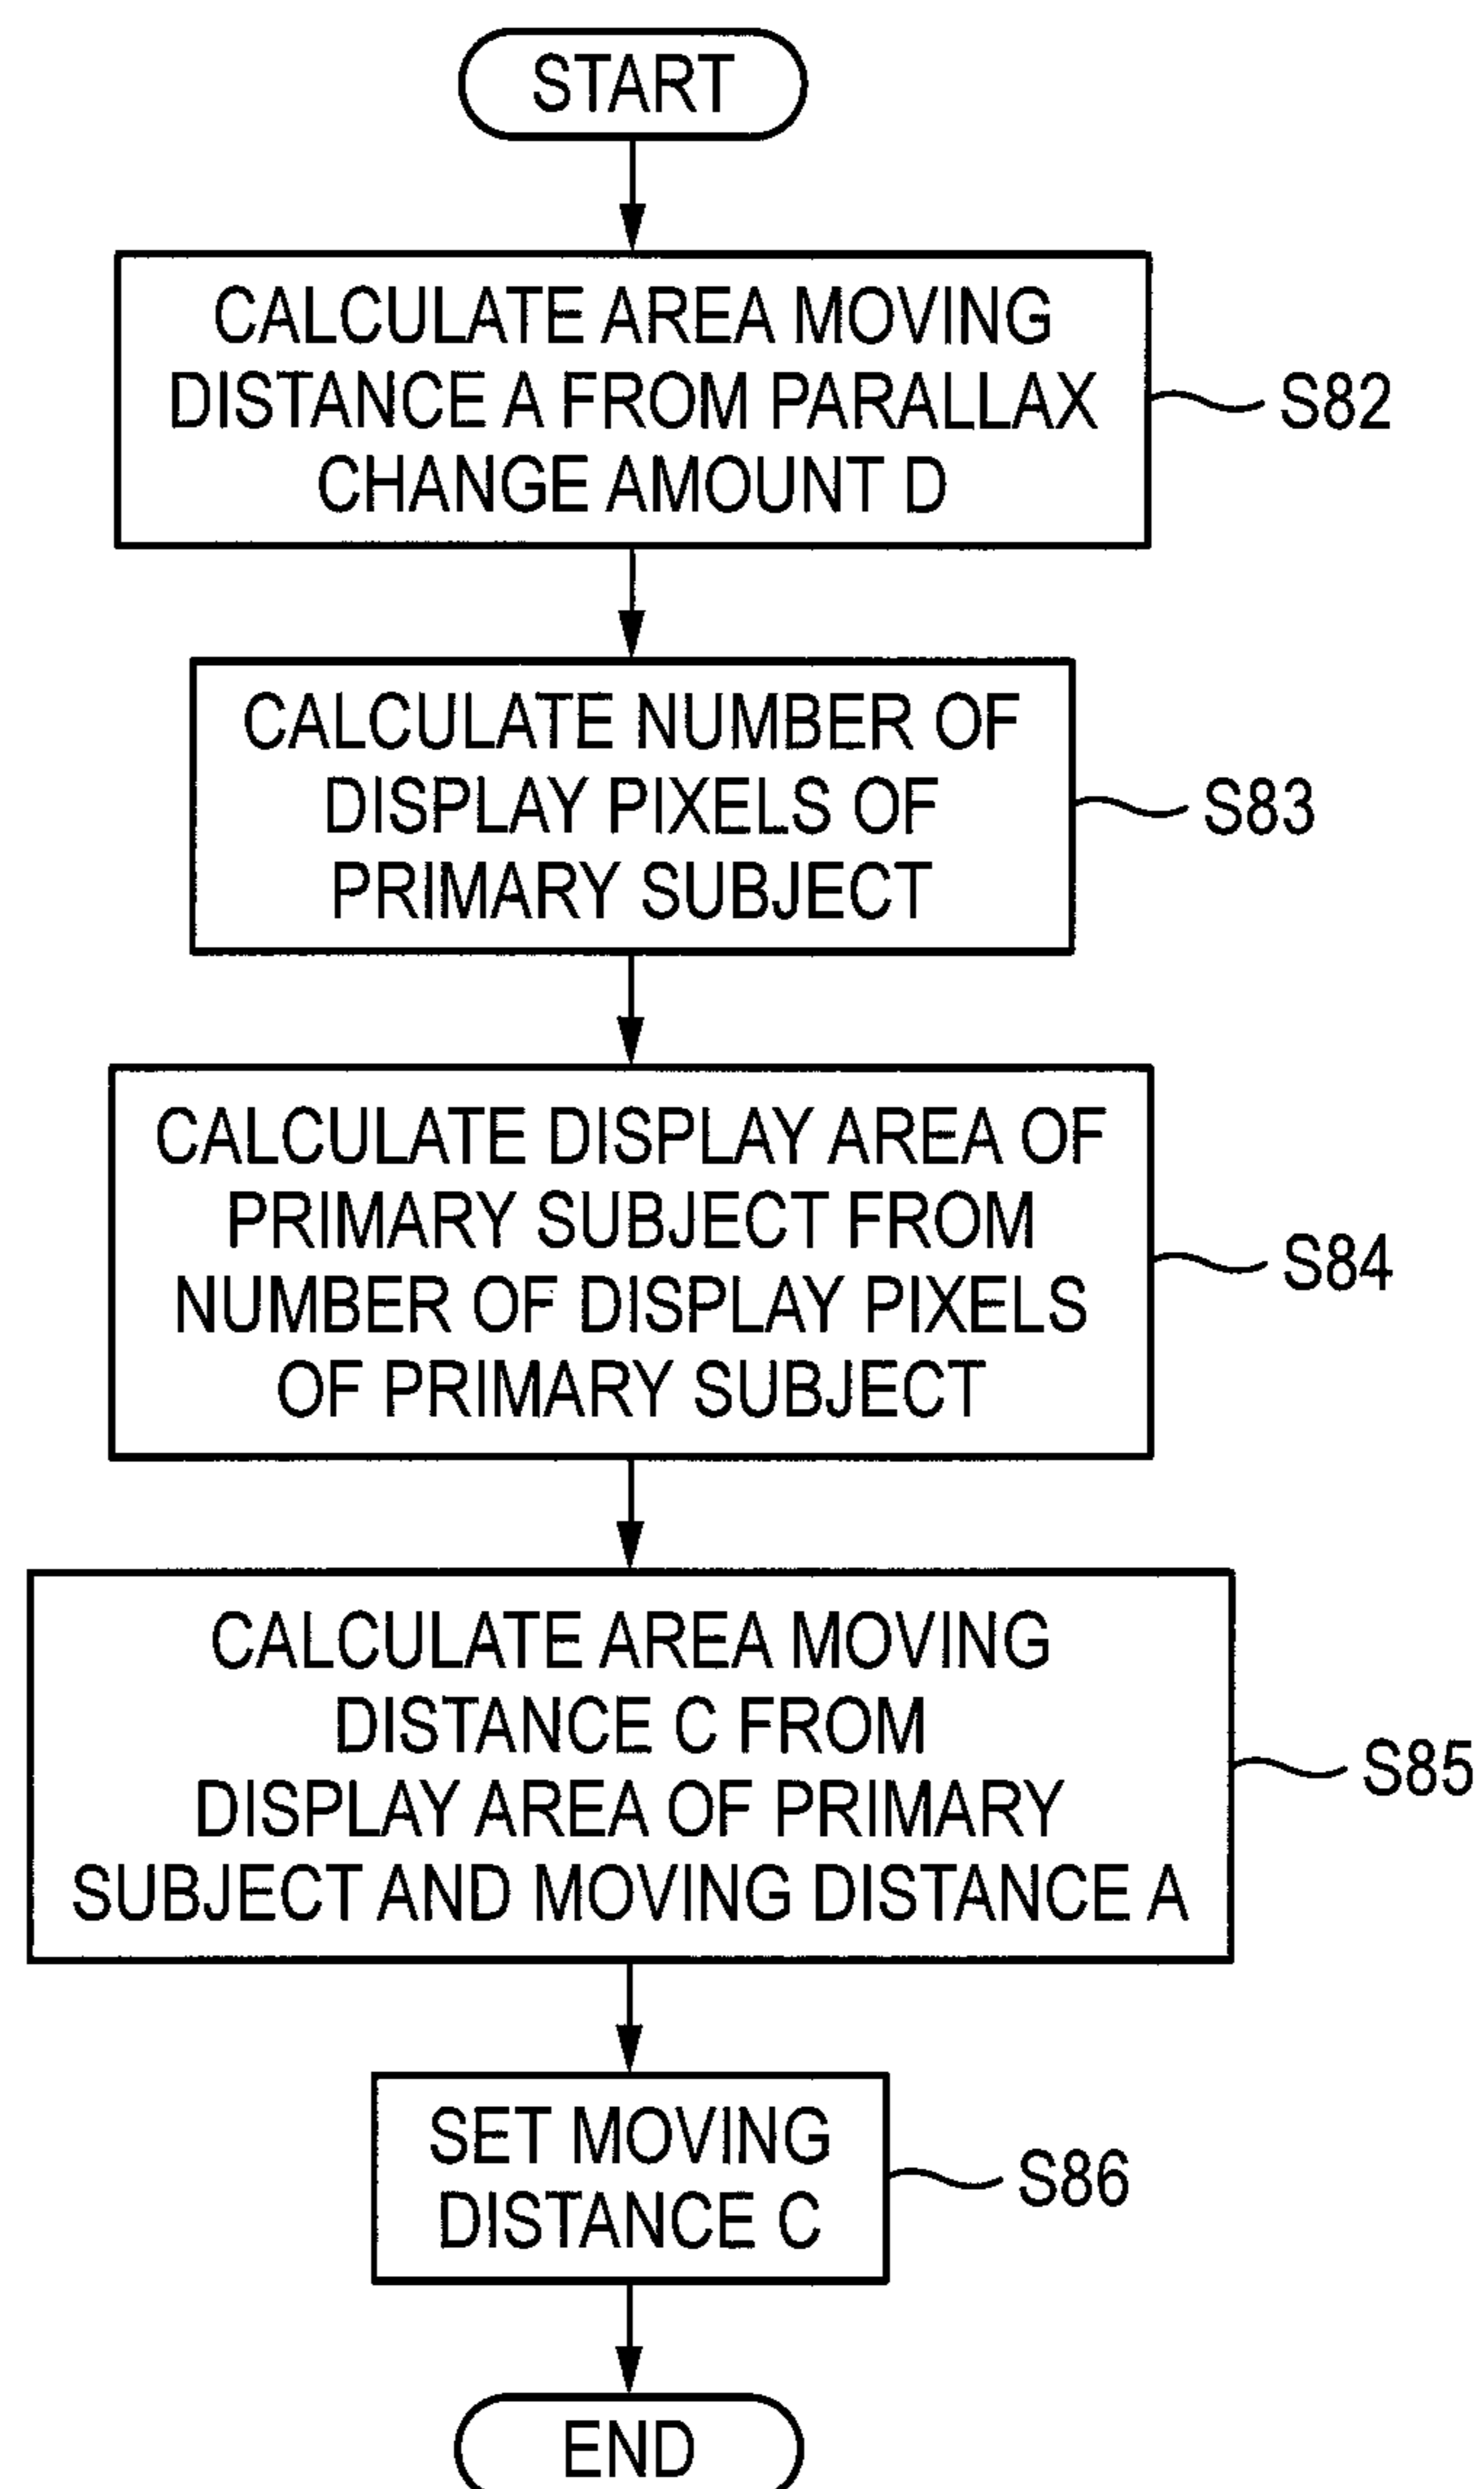 START
CALCULATE AREA MOVING
DISTANCE A FROM PARALLAX
CHANGE AMOUNT D
S82
CALCULATE NUMBER OF
DISPLAY PIXELS OF
PRIMARY SUBJECT
S83
CALCULATE DISPLAY AREA OF
PRIMARY SUBJECT FROM
NUMBER OF DISPLAY PIXELS
OF PRIMARY SUBJECT
S84
CALCULATE AREA MOVING
DISTANCE C FROM
DISPLAY AREA OF PRIMARY
SUBJECT AND MOVING DISTANCE A
S85
SET MOVING
DISTANCE C
S86
END